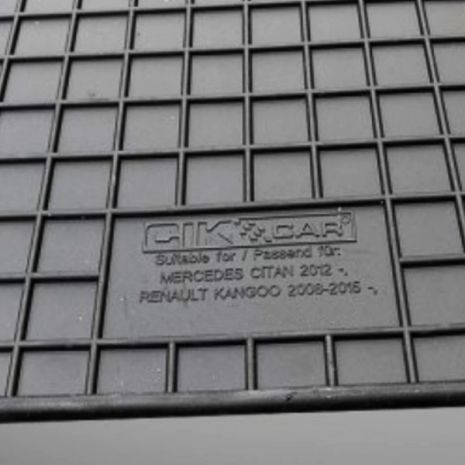 CIK CAR
Suitable for / Passend für:
MERCEDES CITAN 2012 -,
RENAULT KANGOO 2008-2015 -,